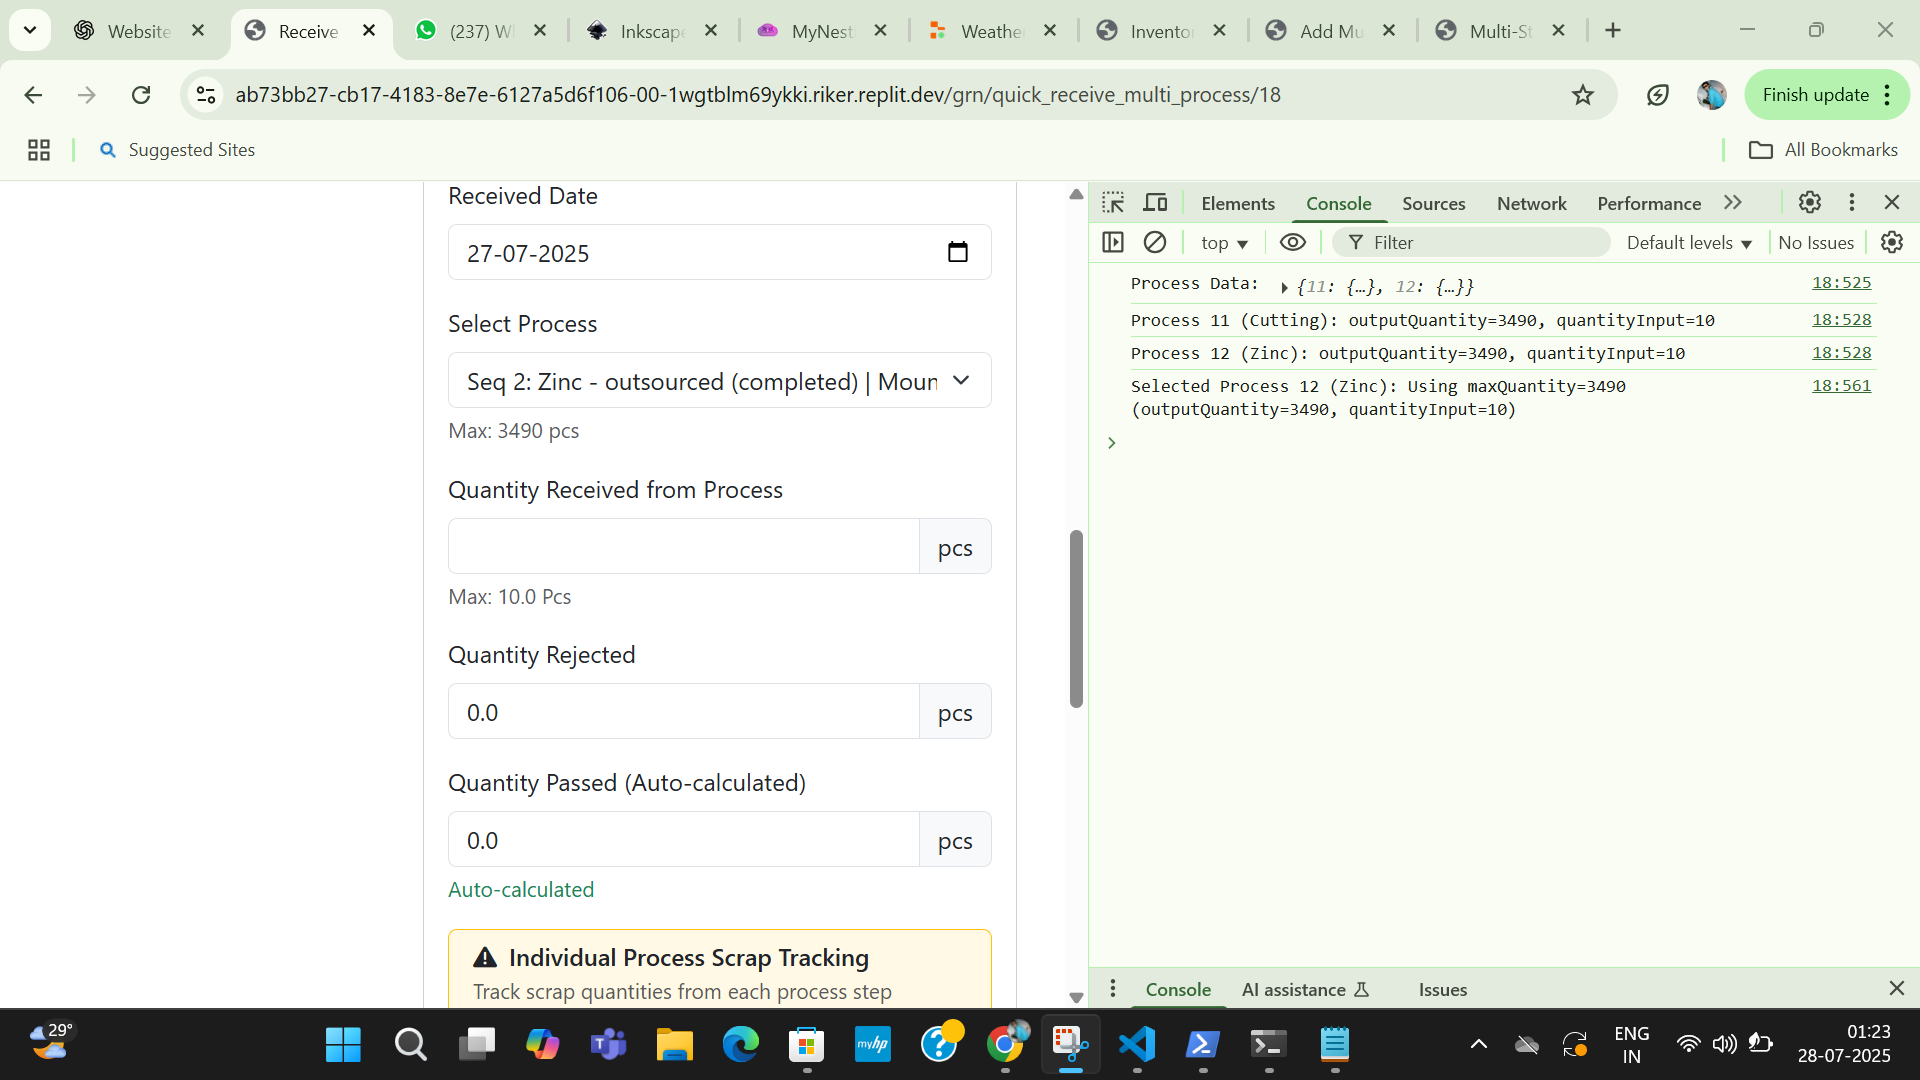 Website
Receive
(237) W
Inkscape
MyNest
Weather
Invento
Add Mu
Multi-St
ab73bb27-cb17-4183-8e7e-6127a5d6f106-00-1wgtblm69ykki.riker.replit.dev/grn/quick_receive_multi_process/18
Finish update
Suggested Sites
All Bookmarks
Received Date
27-07-2025
Select Process
Seq 2: Zinc - outsourced (completed) | Moun
Max: 3490 pcs
Quantity Received from Process
pcs
Max: 10.0 Pcs
Quantity Rejected
0.0 pcs
Quantity Passed (Auto-calculated)
0.0 pcs
Auto-calculated
Individual Process Scrap Tracking
Track scrap quantities from each process step
Elements Console Sources Network Performance
top Filter Default levels No Issues
Process Data: {11: {…}, 12: {…}} 18:525
Process 11 (Cutting): outputQuantity=3490, quantityInput=10 18:528
Process 12 (Zinc): outputQuantity=3490, quantityInput=10 18:528
Selected Process 12 (Zinc): Using maxQuantity=3490 18:561
(outputQuantity=3490, quantityInput=10)
Console AI assistance Issues
29°
myhp
ENG
IN
01:23
28-07-2025